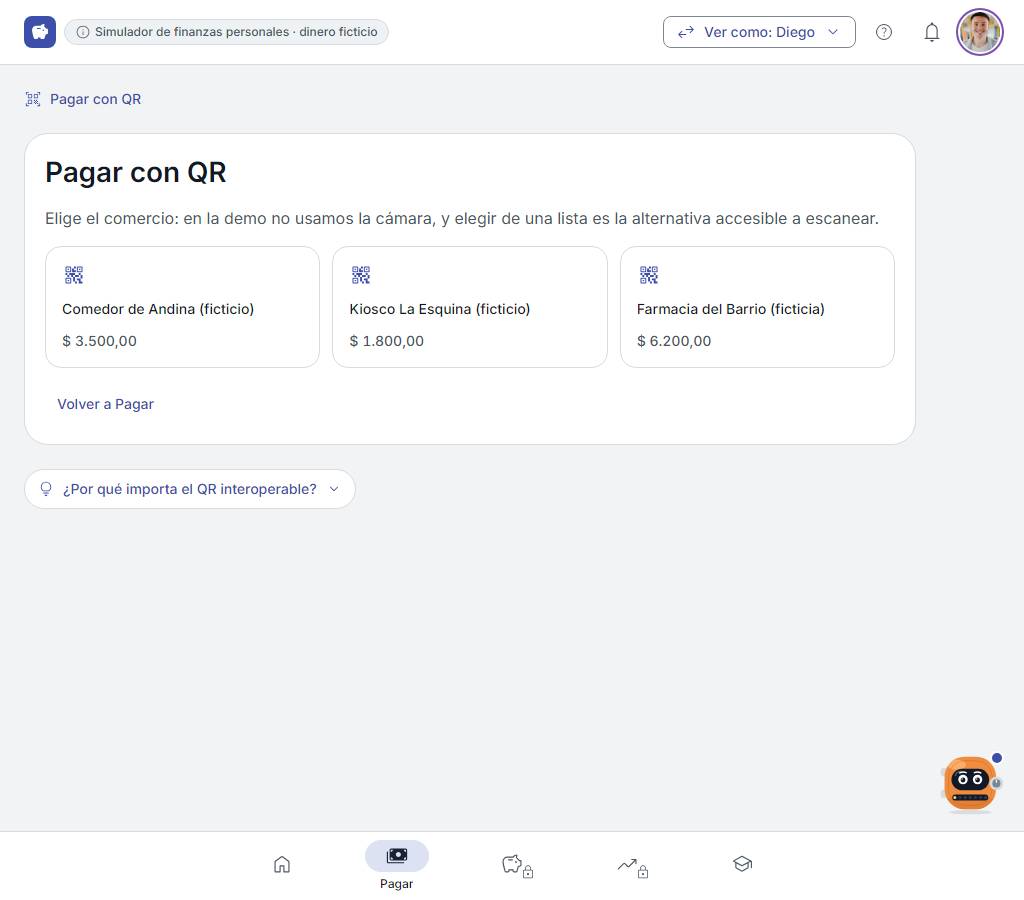 Simulador de finanzas personales · dinero ficticio
Ver como: Diego
Pagar con QR
Pagar con QR
Elige el comercio: en la demo no usamos la cámara, y elegir de una lista es la alternativa accesible a escanear.
Comedor de Andina (ficticio)
$ 3.500,00
Kiosco La Esquina (ficticio)
$ 1.800,00
Farmacia del Barrio (ficticia)
$ 6.200,00
Volver a Pagar
¿Por qué importa el QR interoperable?
Pagar